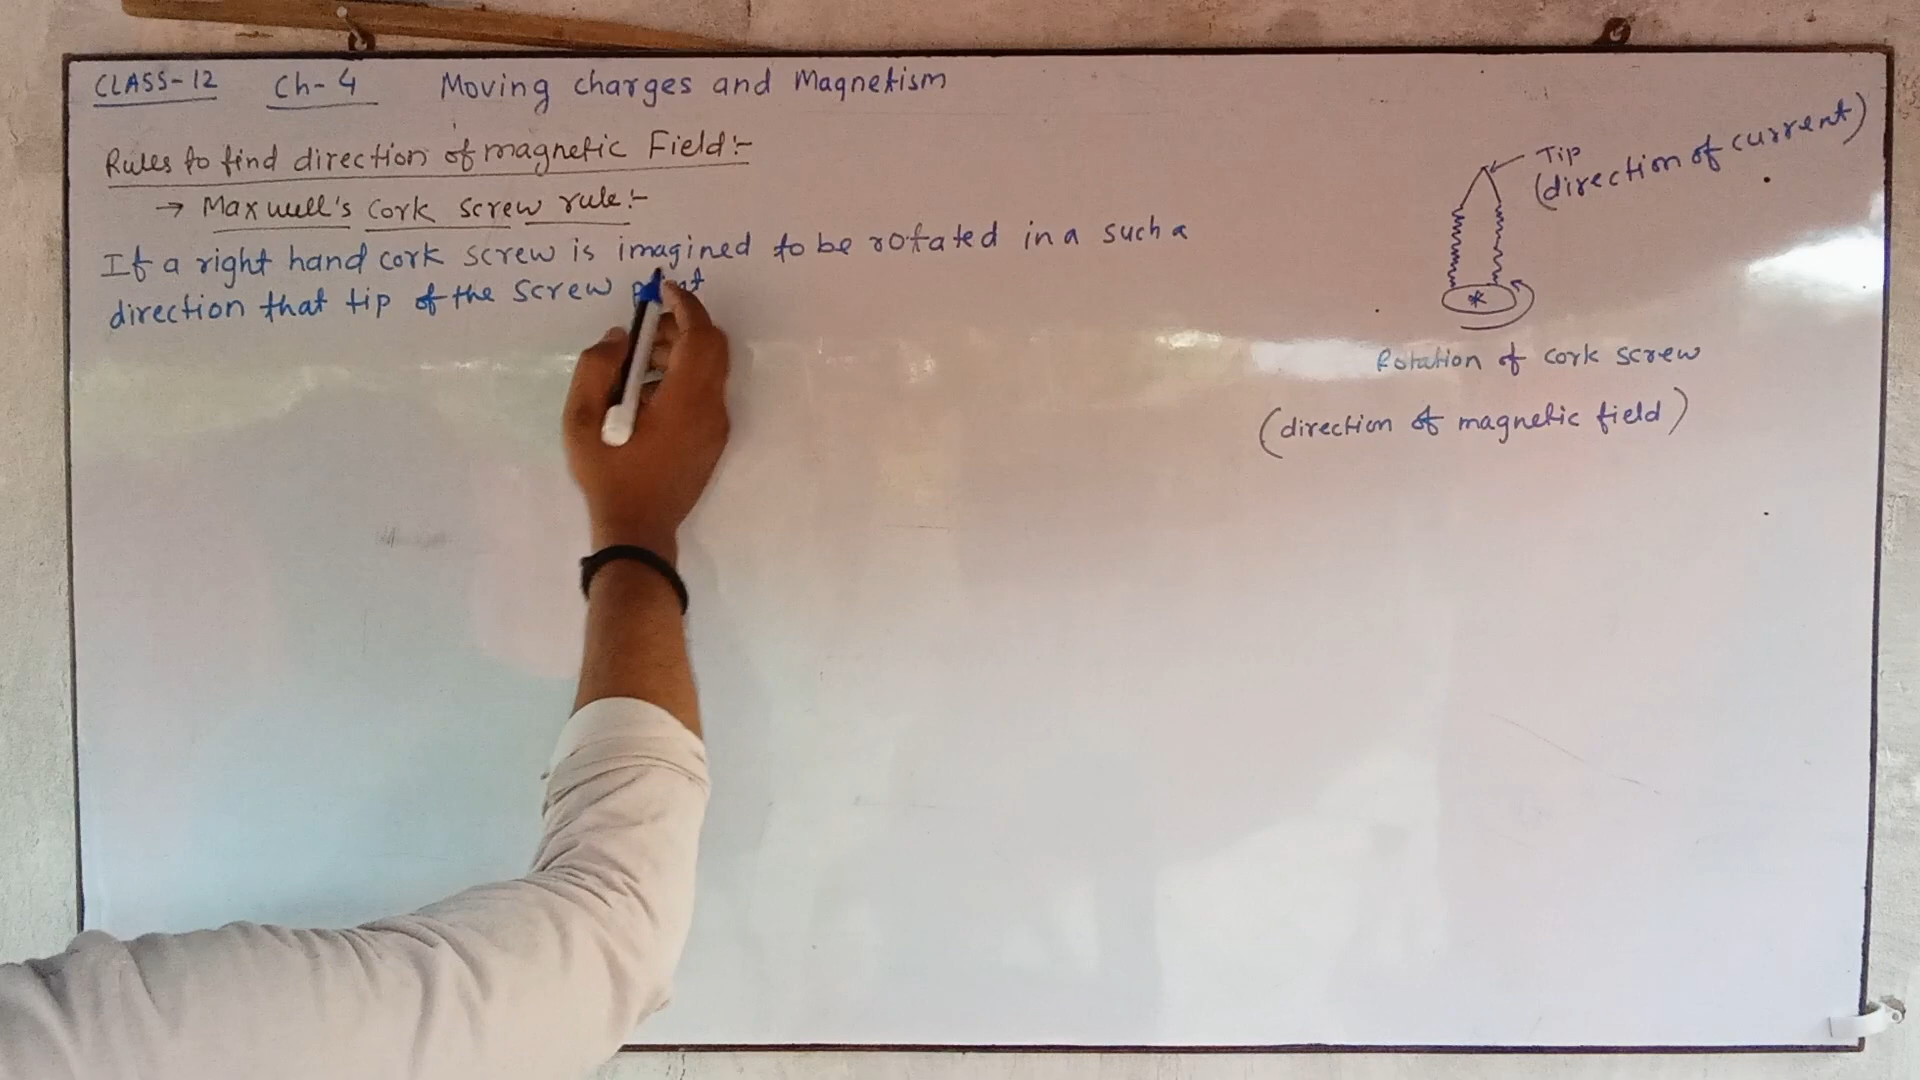 CLASS-12 Ch-4 Moving charges and Magnetism
Rules to find direction of magnetic Field:-
→ Maxwell's cork screw rule:-
If a right hand cork screw is imagined to be rotated in a such a
direction that tip of the screw
Tip
(direction of current)
Rotation of cork screw
(direction of magnetic field)